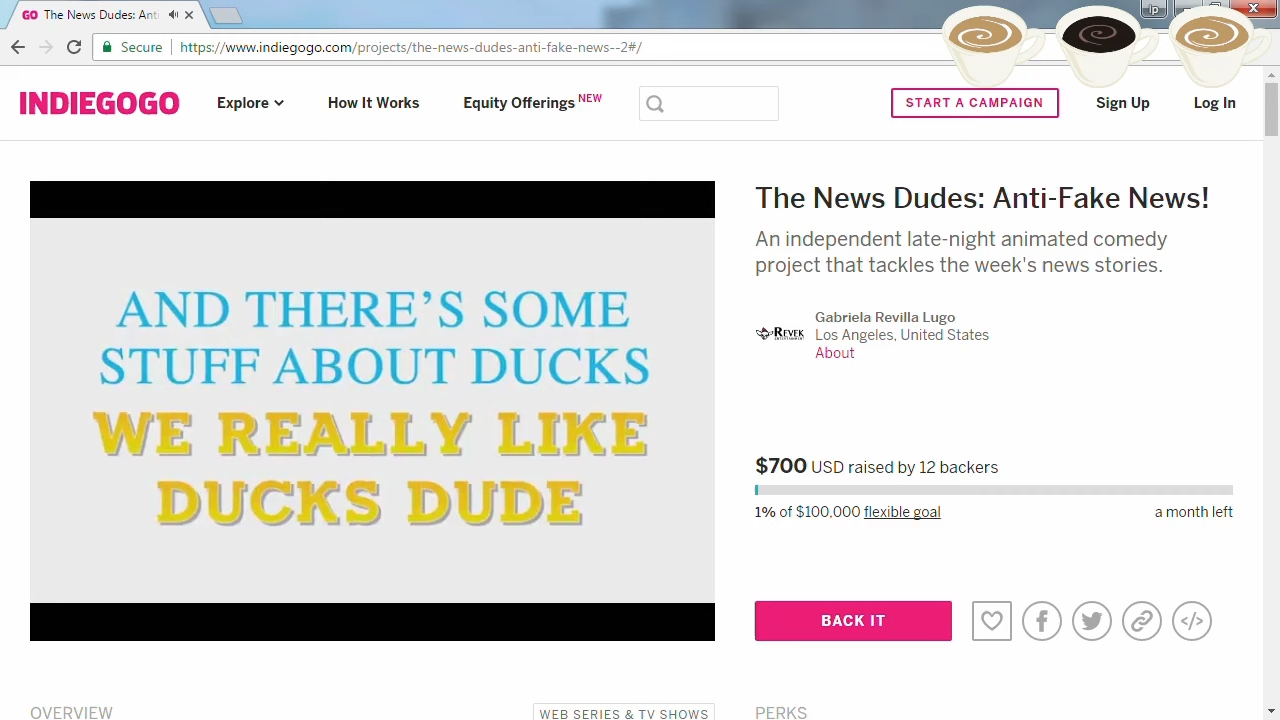 The News Dudes: Ant
Ip
Secure
https://www.indiegogo.com/projects/the-news-dudes-anti-fake-news--2#/
INDIEGOGO
Explore
How It Works
Equity Offerings NEW
START A CAMPAIGN
Sign Up
Log In
AND THERE'S SOME
STUFF ABOUT DUCKS
WE REALLY LIKE
DUCKS DUDE
The News Dudes: Anti-Fake News!
An independent late-night animated comedy
project that tackles the week's news stories.
REVEK
Gabriela Revilla Lugo
Los Angeles, United States
About
$700 USD raised by 12 backers
1% of $100,000 flexible goal
a month left
BACK IT
OVERVIEW
WEB SERIES & TV SHOWS
PERKS